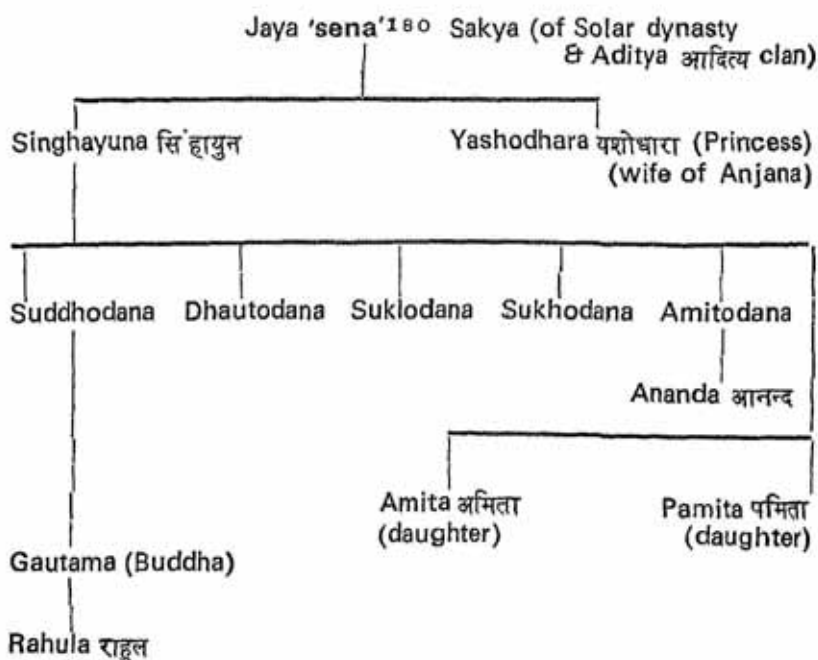 Jaya 'sena'180 Sakya (of Solar dynasty
& Aditya आदित्य clan)
Singhayuna सिंहायुन
Yashodhara यशोधारा (Princess)
(wife of Anjana)
Suddhodana Dhautodana Suklodana Sukhodana Amitodana
Ananda आनन्द
Amita अमिता
(daughter)
Pamita पमिता
(daughter)
Gautama (Buddha)
Rahula राहुल